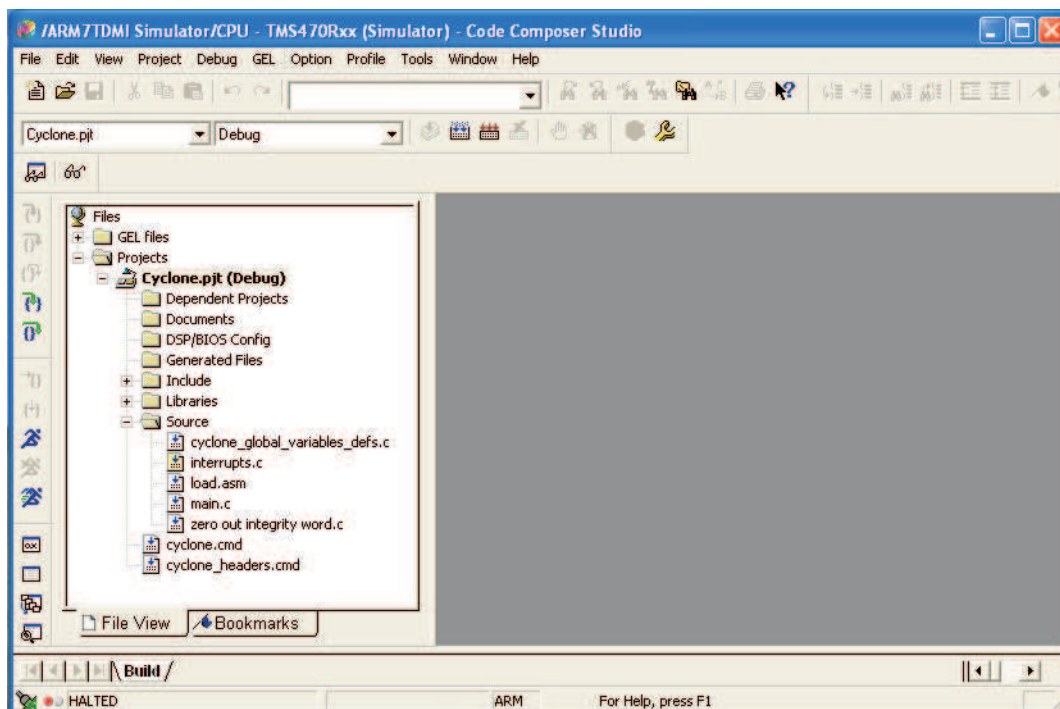 /ARM7TDMI Simulator/CPU - TMS470Rxx (Simulator) - Code Composer Studio
File Edit View Project Debug GEL Option Profile Tools Window Help
Cyclone.pjt Debug
Files
GEL files
Projects
Cyclone.pjt (Debug)
Dependent Projects
Documents
DSP/BIOS Config
Generated Files
Include
Libraries
Source
cyclone_global_variables_defs.c
interrupts.c
load.asm
main.c
zero out integrity word.c
cyclone.cmd
cyclone_headers.cmd
File View Bookmarks
Build
HALTED ARM For Help, press F1